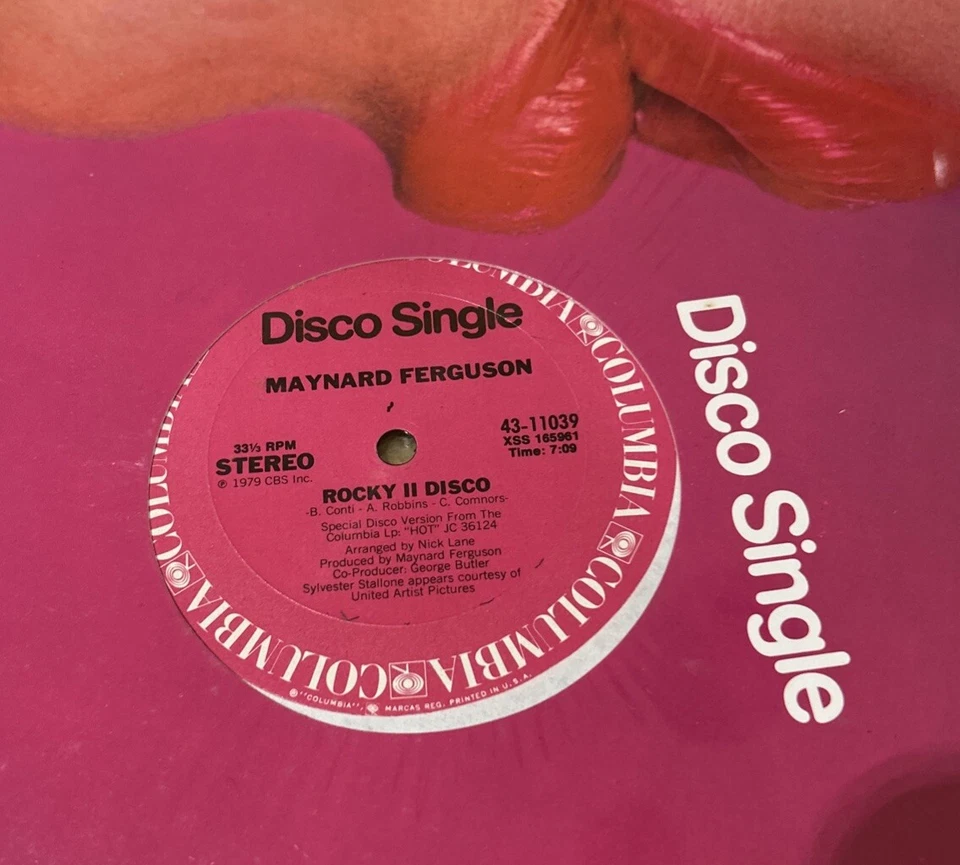 Disco Single
MAYNARD FERGUSON
33⅓ RPM
STEREO
℗ 1979 CBS Inc.
43-11039
XSS 165961
Time: 7:09
ROCKY II DISCO
-B. Conti - A. Robbins - C. Comnors-
Special Disco Version From The
Columbia Lp: "HOT" JC 36124
Arranged by Nick Lane
Produced by Maynard Ferguson
Co-Producer: George Butler
Sylvester Stallone appears courtesy of
United Artist Pictures
COLUMBIA COLUMBIA COLUMBIA COLUMBIA COLUMBIA COLUMBIA COLUMBIA
® "COLUMBIA", MARCAS REG. PRINTED IN U.S.A.
Disco Single